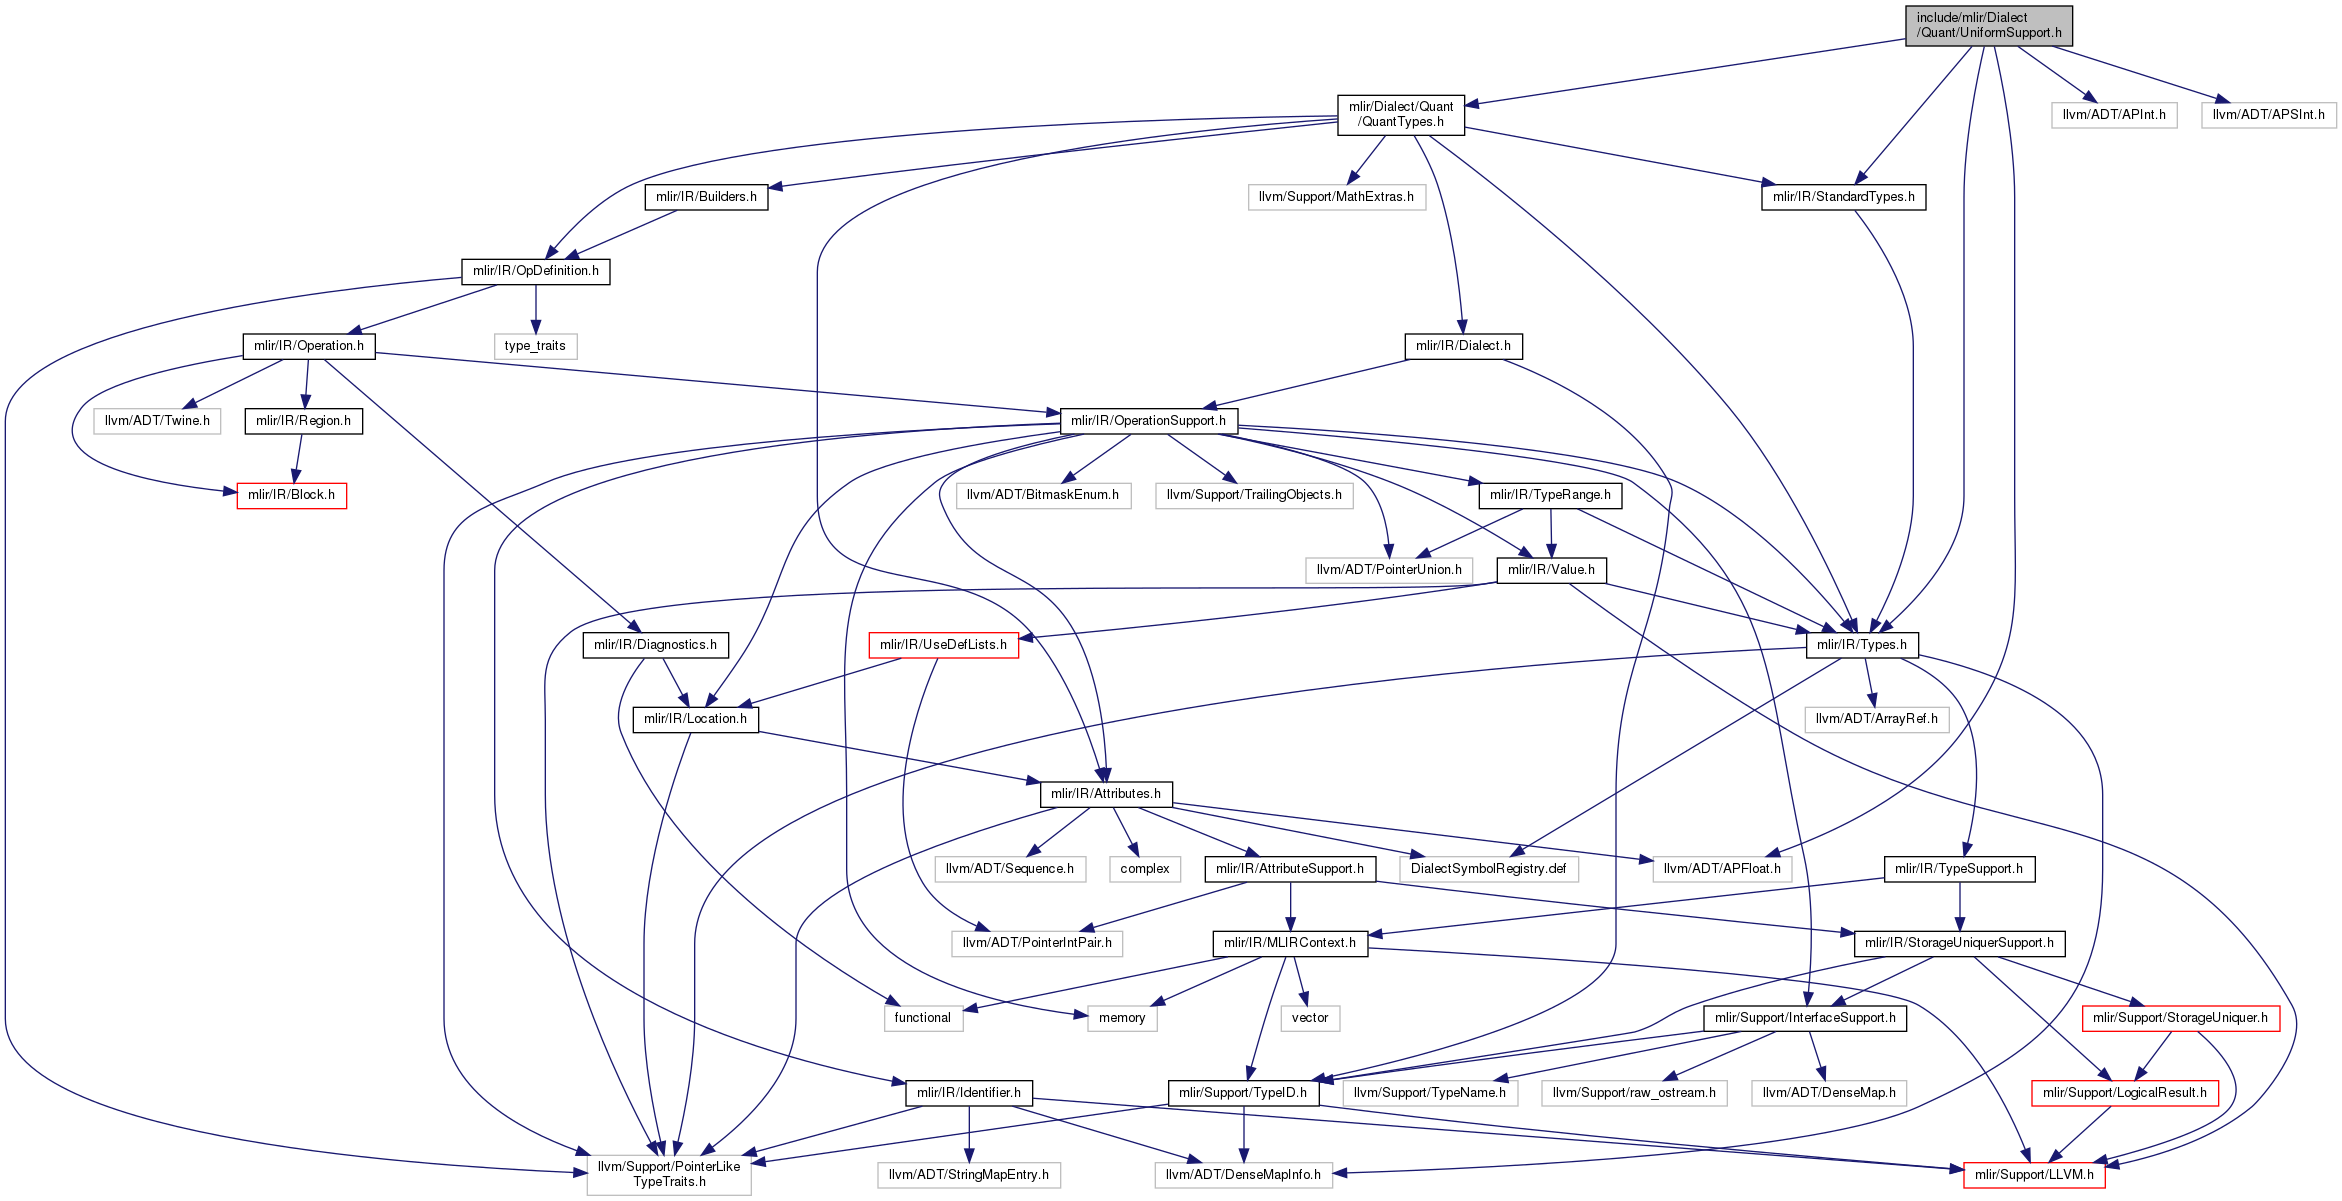 include/mlir/Dialect
/Quant/UniformSupport.h
mlir/Dialect/Quant
/QuantTypes.h
llvm/ADT/APInt.h
llvm/ADT/APSInt.h
mlir/IR/Builders.h
llvm/Support/MathExtras.h
mlir/IR/StandardTypes.h
mlir/IR/OpDefinition.h
mlir/IR/Operation.h
type_traits
mlir/IR/Dialect.h
llvm/ADT/Twine.h
mlir/IR/Region.h
mlir/IR/OperationSupport.h
mlir/IR/Block.h
llvm/ADT/BitmaskEnum.h
llvm/Support/TrailingObjects.h
mlir/IR/TypeRange.h
llvm/ADT/PointerUnion.h
mlir/IR/Value.h
mlir/IR/Diagnostics.h
mlir/IR/UseDefLists.h
mlir/IR/Types.h
mlir/IR/Location.h
llvm/ADT/ArrayRef.h
mlir/IR/Attributes.h
llvm/ADT/Sequence.h
complex
mlir/IR/AttributeSupport.h
DialectSymbolRegistry.def
llvm/ADT/APFloat.h
mlir/IR/TypeSupport.h
llvm/ADT/PointerIntPair.h
mlir/IR/MLIRContext.h
mlir/IR/StorageUniquerSupport.h
functional
memory
vector
mlir/Support/InterfaceSupport.h
mlir/Support/StorageUniquer.h
mlir/IR/Identifier.h
mlir/Support/TypeID.h
llvm/Support/TypeName.h
llvm/Support/raw_ostream.h
llvm/ADT/DenseMap.h
mlir/Support/LogicalResult.h
llvm/Support/PointerLike
TypeTraits.h
llvm/ADT/StringMapEntry.h
llvm/ADT/DenseMapInfo.h
mlir/Support/LLVM.h